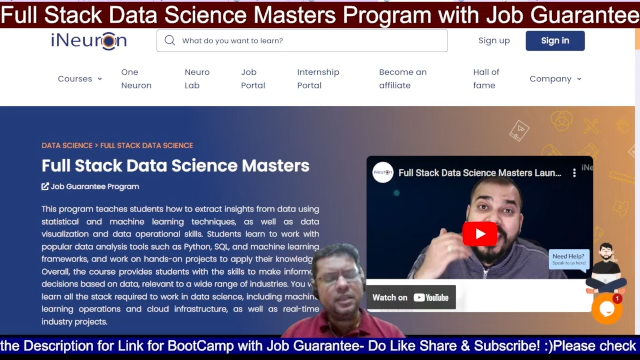 Full Stack Data Science Masters Program with Job Guarantee
iNeuron
What do you want to learn?
Sign up
Sign in
Courses
One Neuron
Neuro Lab
Job Portal
Internship Portal
Become an affiliate
Hall of fame
Company
DATA SCIENCE > FULL STACK DATA SCIENCE
Full Stack Data Science Masters
Job Guarantee Program
This program teaches students how to extract insights from data using
statistical and machine learning techniques, as well as data
visualization and data operational skills. Students learn to work with
popular data analysis tools such as Python, SQL, and machine learning
frameworks, and work on hands-on projects to apply their knowledge.
Overall, the course provides students with the skills to make inform
decisions based on data, relevant to a wide range of industries. You w
learn all the stack required to work in data science, including machin
learning operations and cloud infrastructure, as well as real-time
industry projects.
Full Stack Data Science Masters Laun...
iNe
Watch on YouTube
Need Help?
Speak to us here!
1
the Description for Link for BootCamp with Job Guarantee- Do Like Share & Subscribe! :)Please check